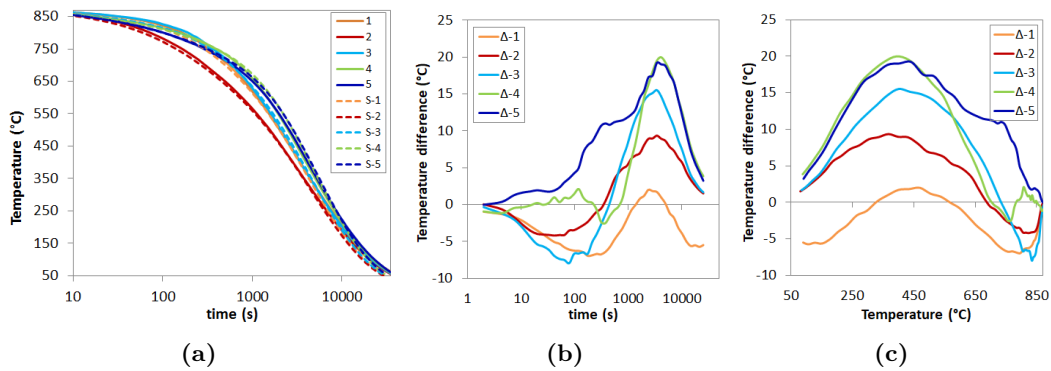 850
750
650
550
450
350
250
150
50
Temperature (°C)
10
100
1000
10000
time (s)
1
2
3
4
5
S-1
S-2
S-3
S-4
S-5
(a)
25
20
15
10
5
0
-5
-10
Temperature difference (°C)
1
10
100
1000
10000
time (s)
Δ-1
Δ-2
Δ-3
Δ-4
Δ-5
(b)
25
20
15
10
5
0
-5
-10
Temperature difference (°C)
50
250
450
650
850
Temperature (°C)
Δ-1
Δ-2
Δ-3
Δ-4
Δ-5
(c)